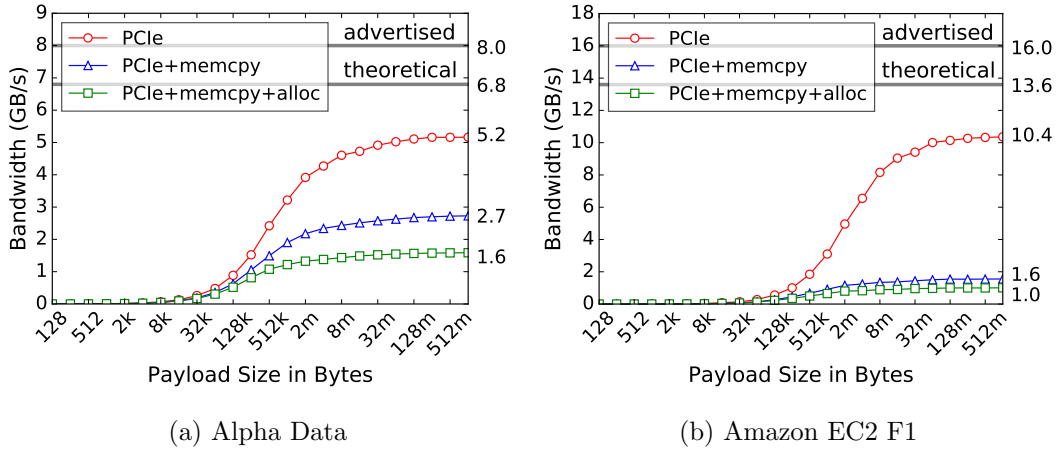 9
8
7
6
5
4
3
2
1
0
Bandwidth (GB/s)
PCIe
PCIe+memcpy
PCIe+memcpy+alloc
advertised
theoretical
8.0
6.8
5.2
2.7
1.6
128
512
2k
8k
32k
128k
512k
2m
8m
32m
128m
512m
Payload Size in Bytes
(a) Alpha Data
18
16
14
12
10
8
6
4
2
0
Bandwidth (GB/s)
PCIe
PCIe+memcpy
PCIe+memcpy+alloc
advertised
theoretical
16.0
13.6
10.4
1.6
1.0
128
512
2k
8k
32k
128k
512k
2m
8m
32m
128m
512m
Payload Size in Bytes
(b) Amazon EC2 F1